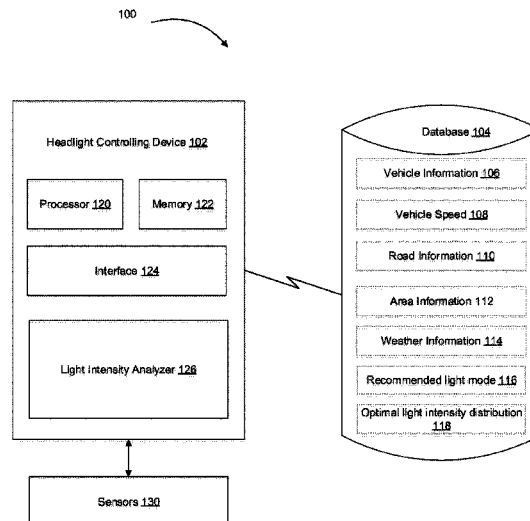 100
Headlight Controlling Device 102
Processor 120
Memory 122
Interface 124
Light Intensity Analyzer 126
Sensors 130
Database 104
Vehicle Information 106
Vehicle Speed 108
Road Information 110
Area Information 112
Weather Information 114
Recommended light mode 116
Optimal light intensity distribution
118